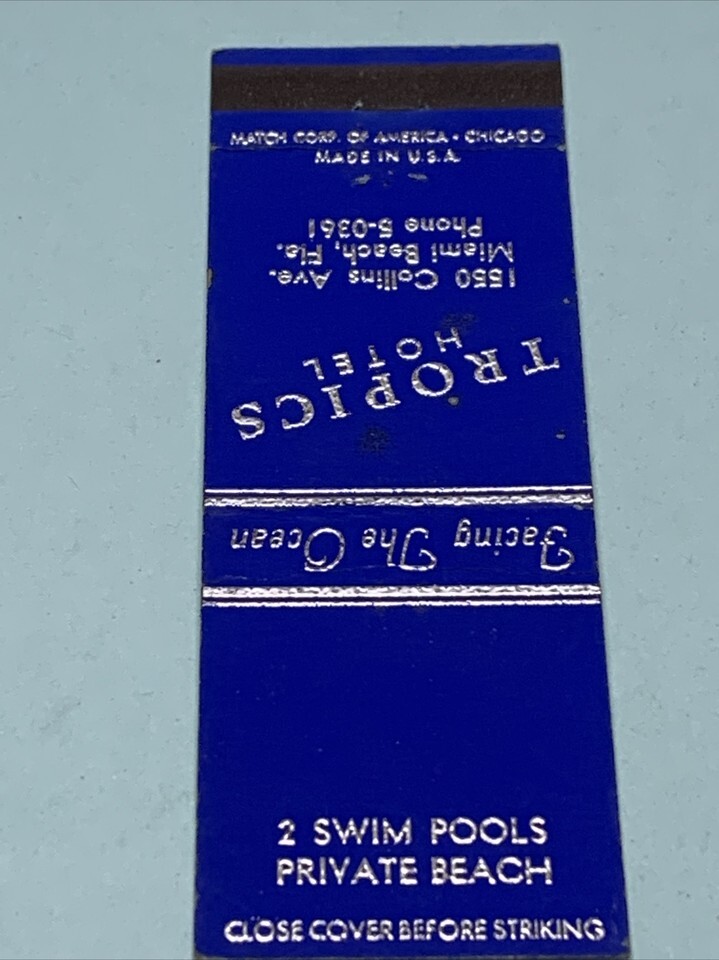 MATCH CORP. OF AMERICA • CHICAGO
MADE IN U.S.A.
TROPICS
HOTEL
1550 Collins Ave.
Miami Beach, Fla.
Phone 5-0361
Facing The Ocean
2 SWIM POOLS
PRIVATE BEACH
CLOSE COVER BEFORE STRIKING